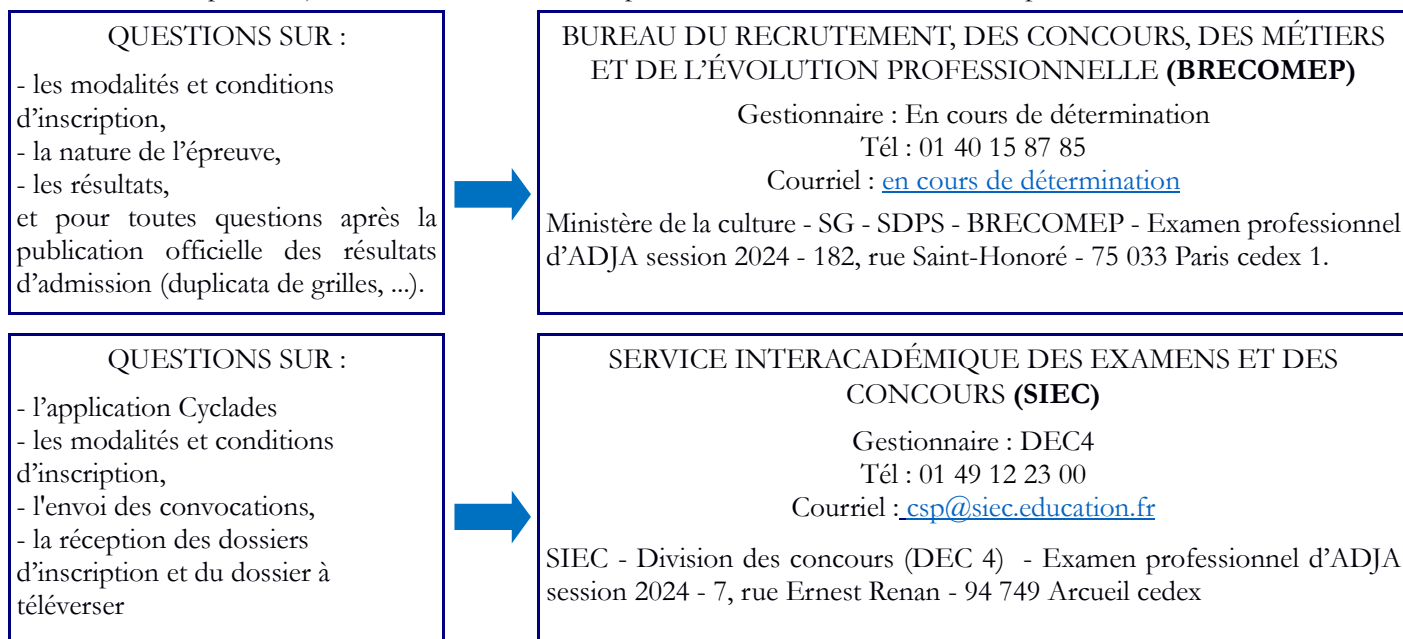 QUESTIONS SUR :
- les modalités et conditions
d’inscription,
- la nature de l’épreuve,
- les résultats,
et pour toutes questions après la
publication officielle des résultats
d’admission (duplicata de grilles, ...).
BUREAU DU RECRUTEMENT, DES CONCOURS, DES MÉTIERS
ET DE L’ÉVOLUTION PROFESSIONNELLE (BRECOMEP)
Gestionnaire : En cours de détermination
Tél : 01 40 15 87 85
Courriel : en cours de détermination
Ministère de la culture - SG - SDPS - BRECOMEP - Examen professionnel
d’ADJA session 2024 - 182, rue Saint-Honoré - 75 033 Paris cedex 1.
QUESTIONS SUR :
- l’application Cyclades
- les modalités et conditions
d’inscription,
- l'envoi des convocations,
- la réception des dossiers
d’inscription et du dossier à
téléverser
SERVICE INTERACADÉMIQUE DES EXAMENS ET DES
CONCOURS (SIEC)
Gestionnaire : DEC4
Tél : 01 49 12 23 00
Courriel : csp@siec.education.fr
SIEC - Division des concours (DEC 4) - Examen professionnel d’ADJA
session 2024 - 7, rue Ernest Renan - 94 749 Arcueil cedex